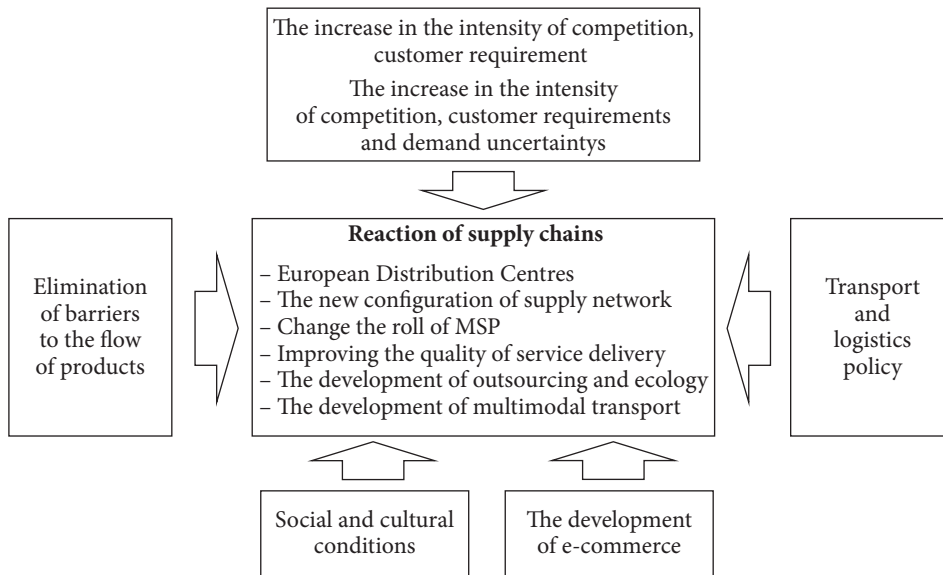 The increase in the intensity of competition,
customer requirement
The increase in the intensity
of competition, customer requirements
and demand uncertaintys
Elimination
of barriers
to the flow
of products
Reaction of supply chains
– European Distribution Centres
– The new configuration of supply network
– Change the roll of MSP
– Improving the quality of service delivery
– The development of outsourcing and ecology
– The development of multimodal transport
Transport
and
logistics
policy
Social and cultural
conditions
The development
of e-commerce